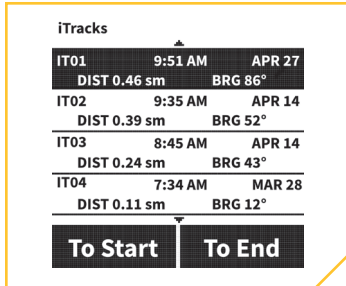 iTracks
IT01 9:51 AM APR 27
DIST 0.46 sm BRG 86°
IT02 9:35 AM APR 14
DIST 0.39 sm BRG 52°
IT03 8:45 AM APR 14
DIST 0.24 sm BRG 43°
IT04 7:34 AM MAR 28
DIST 0.11 sm BRG 12°
To Start To End